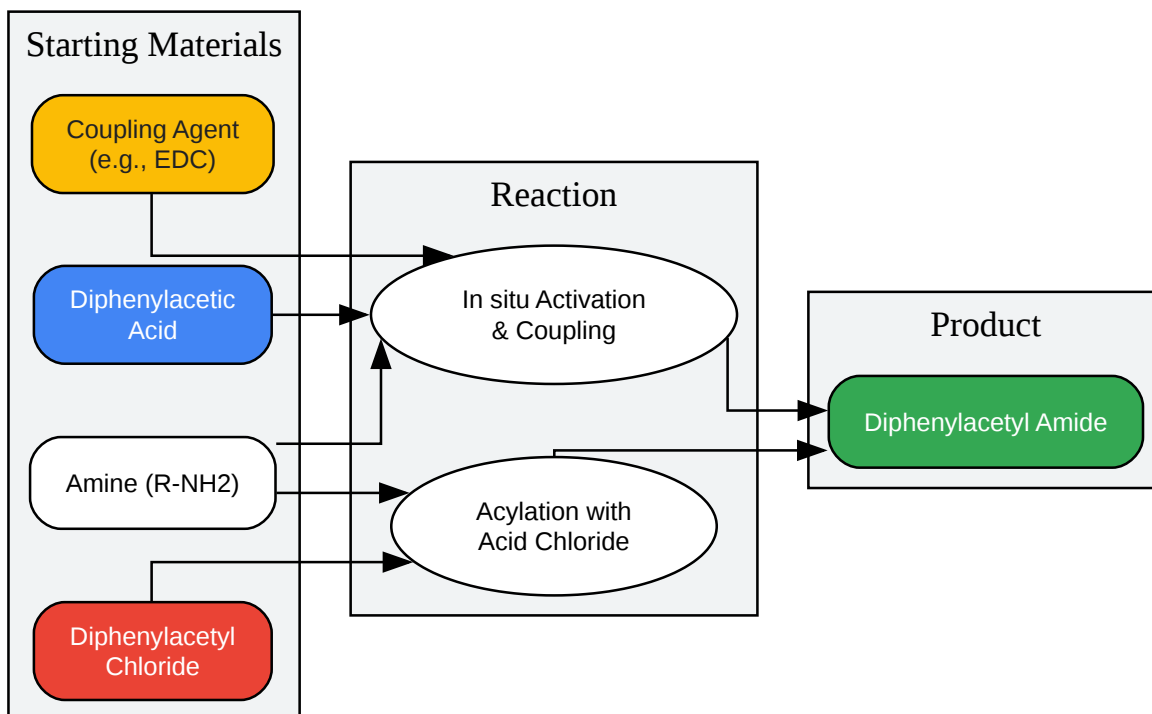 Starting Materials
Coupling Agent
(e.g., EDC)
Diphenylacetic
Acid
Amine (R-NH2)
Diphenylacetyl
Chloride
Reaction
In situ Activation
& Coupling
Acylation with
Acid Chloride
Product
Diphenylacetyl Amide